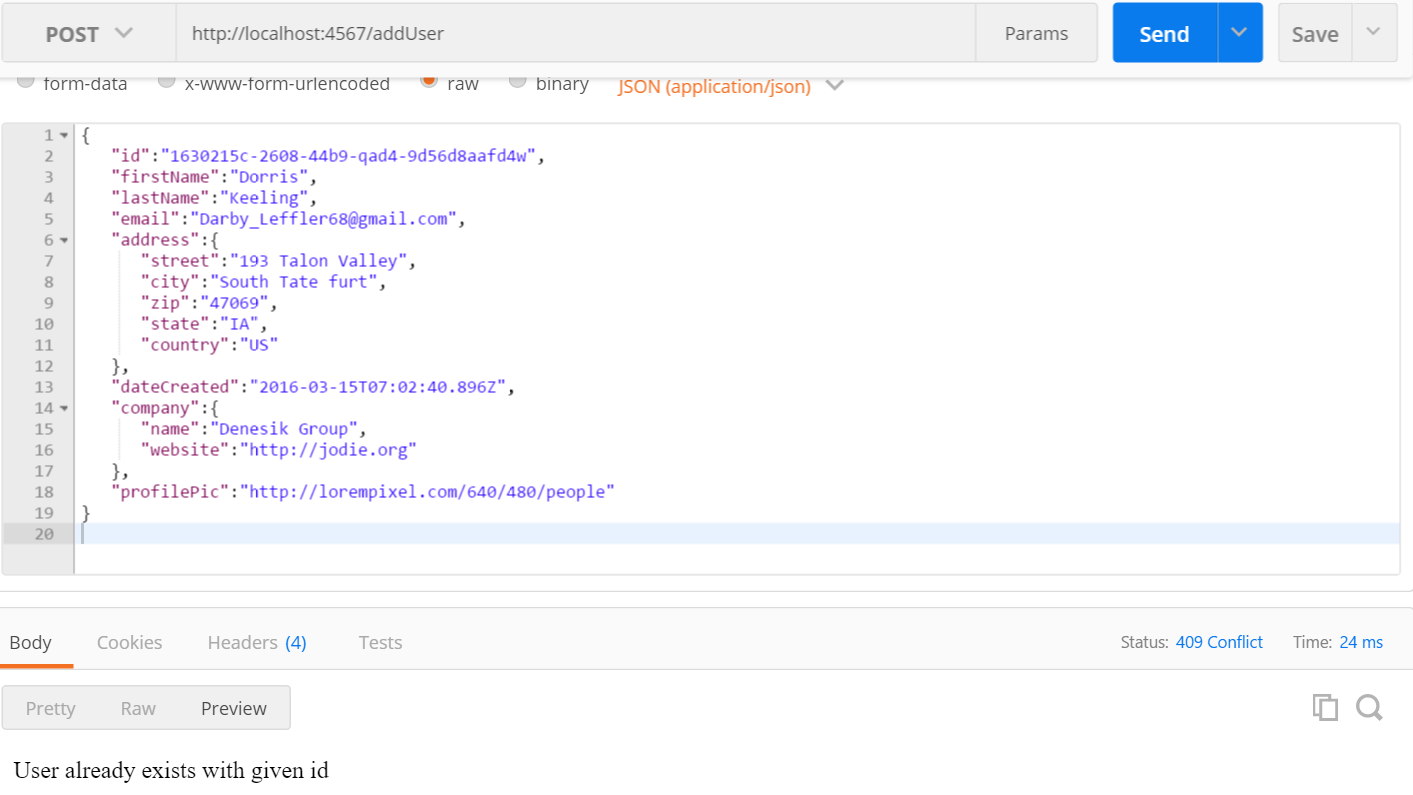 POST http://localhost:4567/addUser Params Send Save
form-data x-www-form-urlencoded raw binary JSON (application/json)
1 {
2 "id":"1630215c-2608-44b9-qad4-9d56d8aafd4w",
3 "firstName":"Dorris",
4 "lastName":"Keeling",
5 "email":"Darby_Leffler68@gmail.com",
6 "address":{
7 "street":"193 Talon Valley",
8 "city":"South Tate furt",
9 "zip":"47069",
10 "state":"IA",
11 "country":"US"
12 },
13 "dateCreated":"2016-03-15T07:02:40.896Z",
14 "company":{
15 "name":"Denesik Group",
16 "website":"http://jodie.org"
17 },
18 "profilePic":"http://lorempixel.com/640/480/people"
19 }
20
Body Cookies Headers (4) Tests Status: 409 Conflict Time: 24 ms
Pretty Raw Preview
User already exists with given id